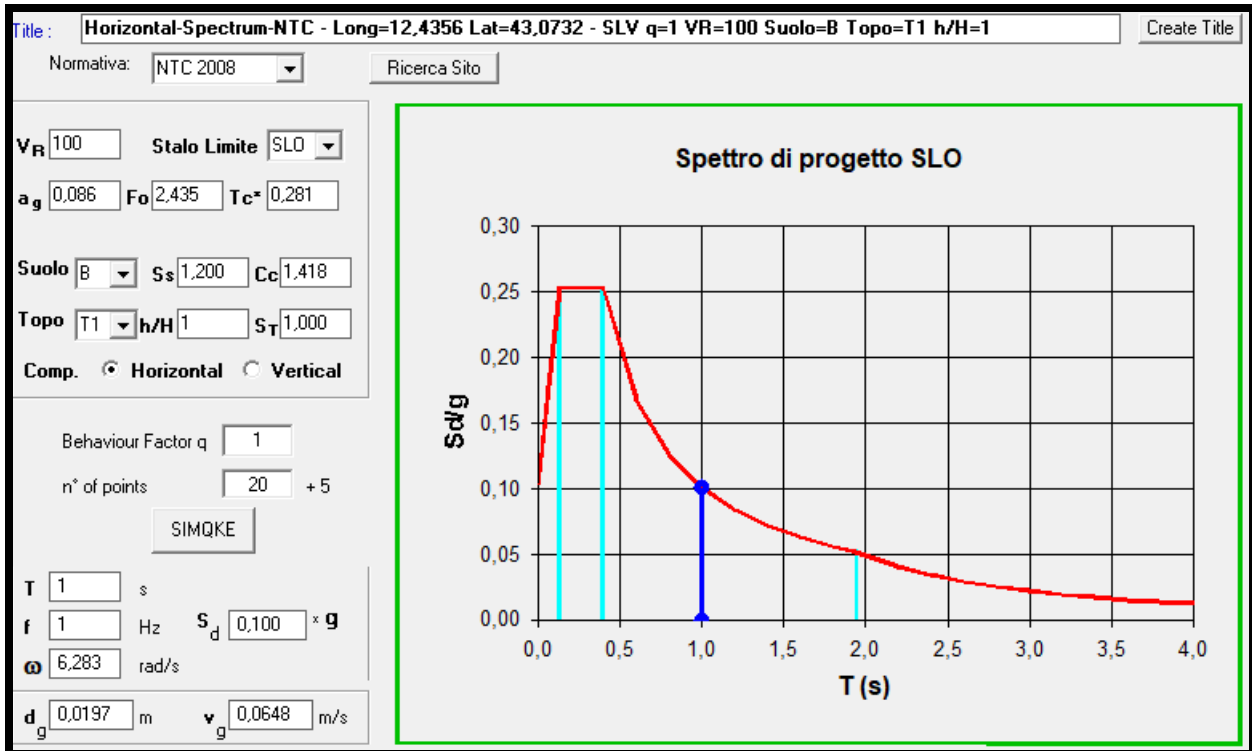 Title : Horizontal-Spectrum-NTC - Long=12,4356 Lat=43,0732 - SLV q=1 VR=100 Suolo=B Topo=T1 h/H=1 Create Title
Normativa: NTC 2008 Ricerca Sito
VR 100 Stalo Limite SLO
ag 0,086 Fo 2,435 Tc* 0,281
Suolo B Ss 1,200 Cc 1,418
Topo T1 h/H 1 ST 1,000
Comp. Horizontal Vertical
Behaviour Factor q 1
n° of points 20 + 5
SIMQKE
T 1 s
f 1 Hz Sd 0,100 × g
ω 6,283 rad/s
dg 0,0197 m vg 0,0648 m/s
Spettro di progetto SLO
Sd/g
0,30
0,25
0,20
0,15
0,10
0,05
0,00
0,0 0,5 1,0 1,5 2,0 2,5 3,0 3,5 4,0
T (s)